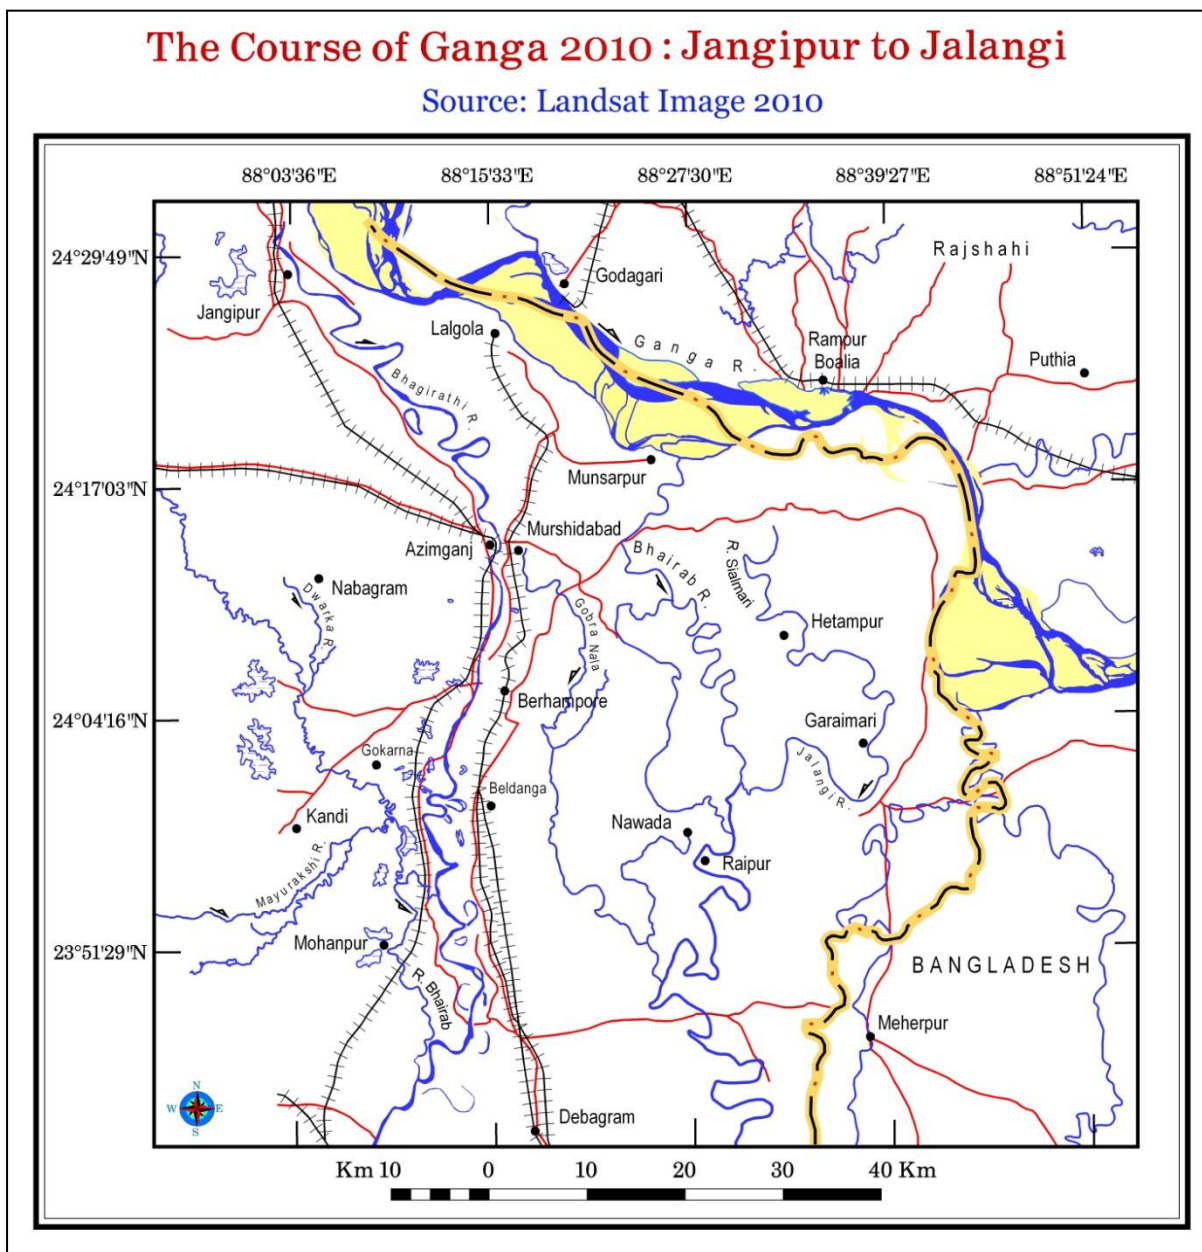 The Course of Ganga 2010 : Jangipur to Jalangi
Source: Landsat Image 2010
88°03'36"E 88°15'33"E 88°27'30"E 88°39'27"E 88°51'24"E
24°29'49"N
24°17'03"N
24°04'16"N
23°51'29"N
Rajshahi
Godagari
Jangipur
Lalgola
Ganga R.
Ramour
Boalia
Puthia
Bhagirathi R.
Munsarpur
Murshidabad
Azimganj
Bhairab R.
R. Sialmari
Nabagram
Dwarka R.
Gobra Nala
Hetampur
Berhampore
Garaimari
Gokarna
Jalangi R.
Beldanga
Kandi
Nawada
Raipur
Mayurakshi R.
Mohanpur
R. Bhairab
BANGLADESH
Meherpur
Debagram
N
W E
S
Km 10 0 10 20 30 40 Km